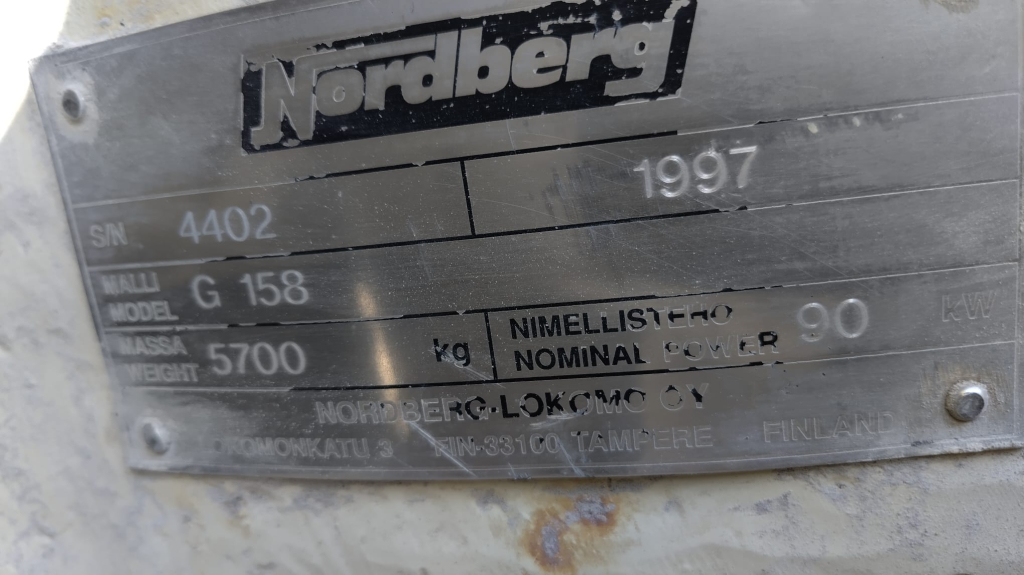 Nordberg
S/N 4402 1997
MALLI
MODEL G 158
MASSA
WEIGHT 5700 kg
NIMELLISTEHO
NOMINAL POWER 90 kW
NORDBERG-LOKOMO OY
LOKOMONKATU 3 FIN-33100 TAMPERE FINLAND